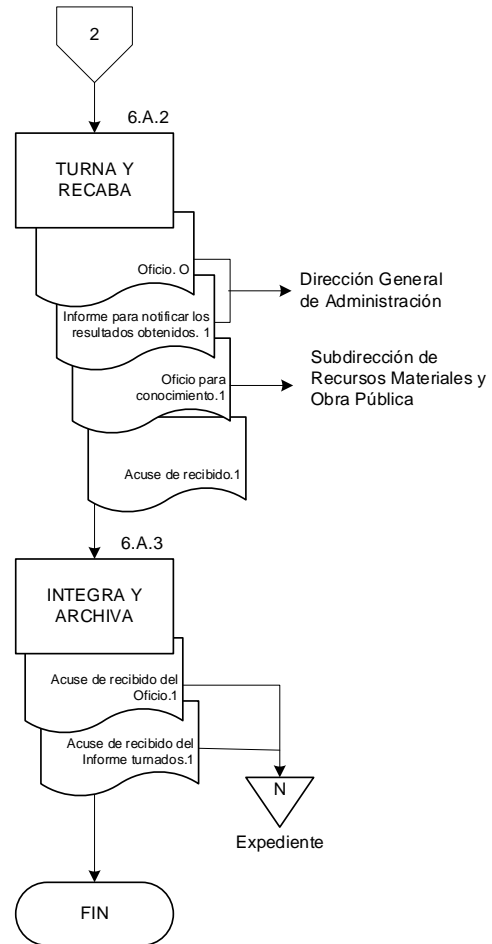 2
6.A.2
TURNA Y
RECABA
Oficio. O
Informe para notificar los
resultados obtenidos. 1
Dirección General
de Administración
Oficio para
conocimiento.1
Subdirección de
Recursos Materiales y
Obra Pública
Acuse de recibido.1
6.A.3
INTEGRA Y
ARCHIVA
Acuse de recibido del
Oficio.1
Acuse de recibido del
Informe turnados.1
N
Expediente
FIN